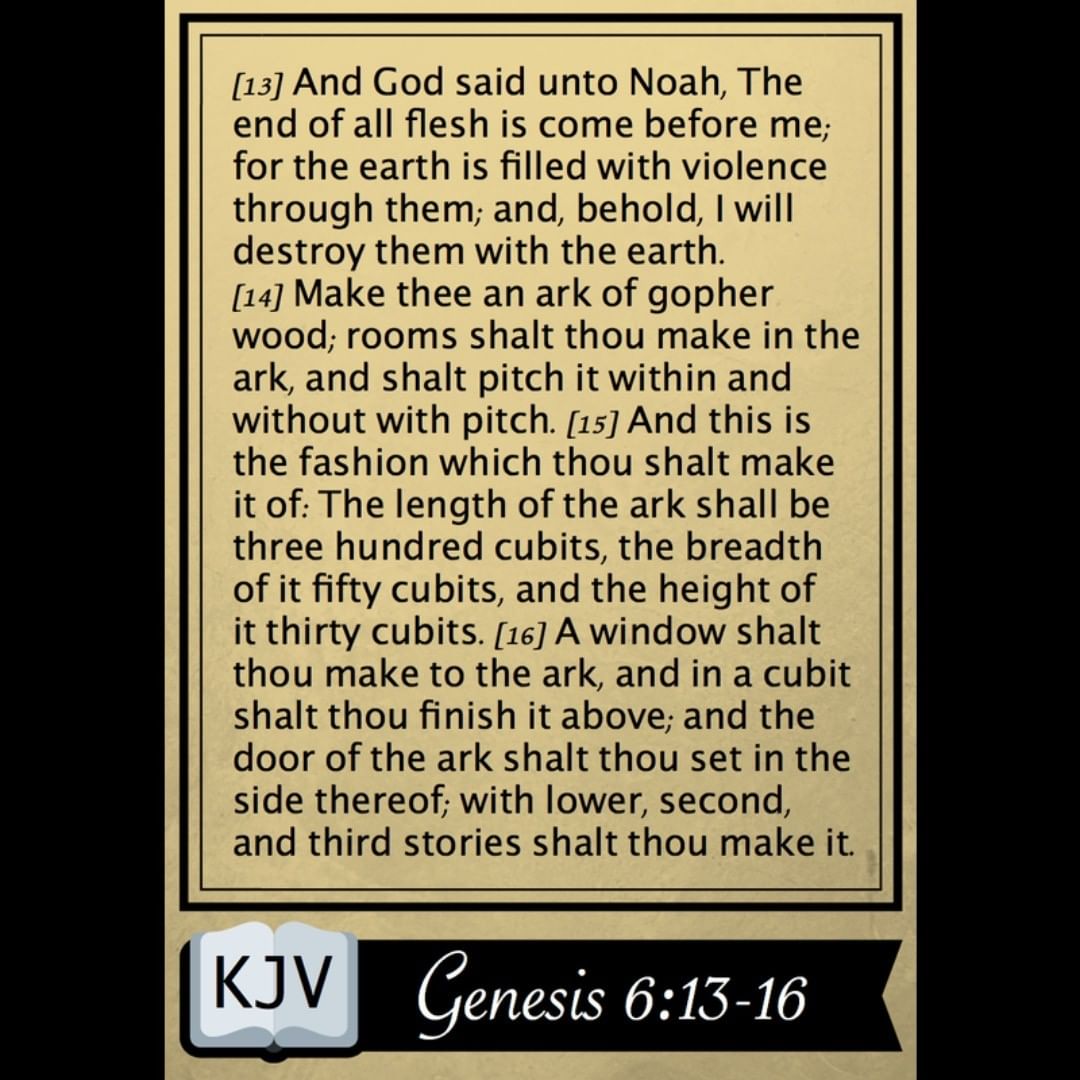 [13] And God said unto Noah, The
end of all flesh is come before me;
for the earth is filled with violence
through them; and, behold, I will
destroy them with the earth.
[14] Make thee an ark of gopher
wood; rooms shalt thou make in the
ark, and shalt pitch it within and
without with pitch. [15] And this is
the fashion which thou shalt make
it of: The length of the ark shall be
three hundred cubits, the breadth
of it fifty cubits, and the height of
it thirty cubits. [16] A window shalt
thou make to the ark, and in a cubit
shalt thou finish it above; and the
door of the ark shalt thou set in the
side thereof; with lower, second,
and third stories shalt thou make it.
KJV
Genesis 6:13-16